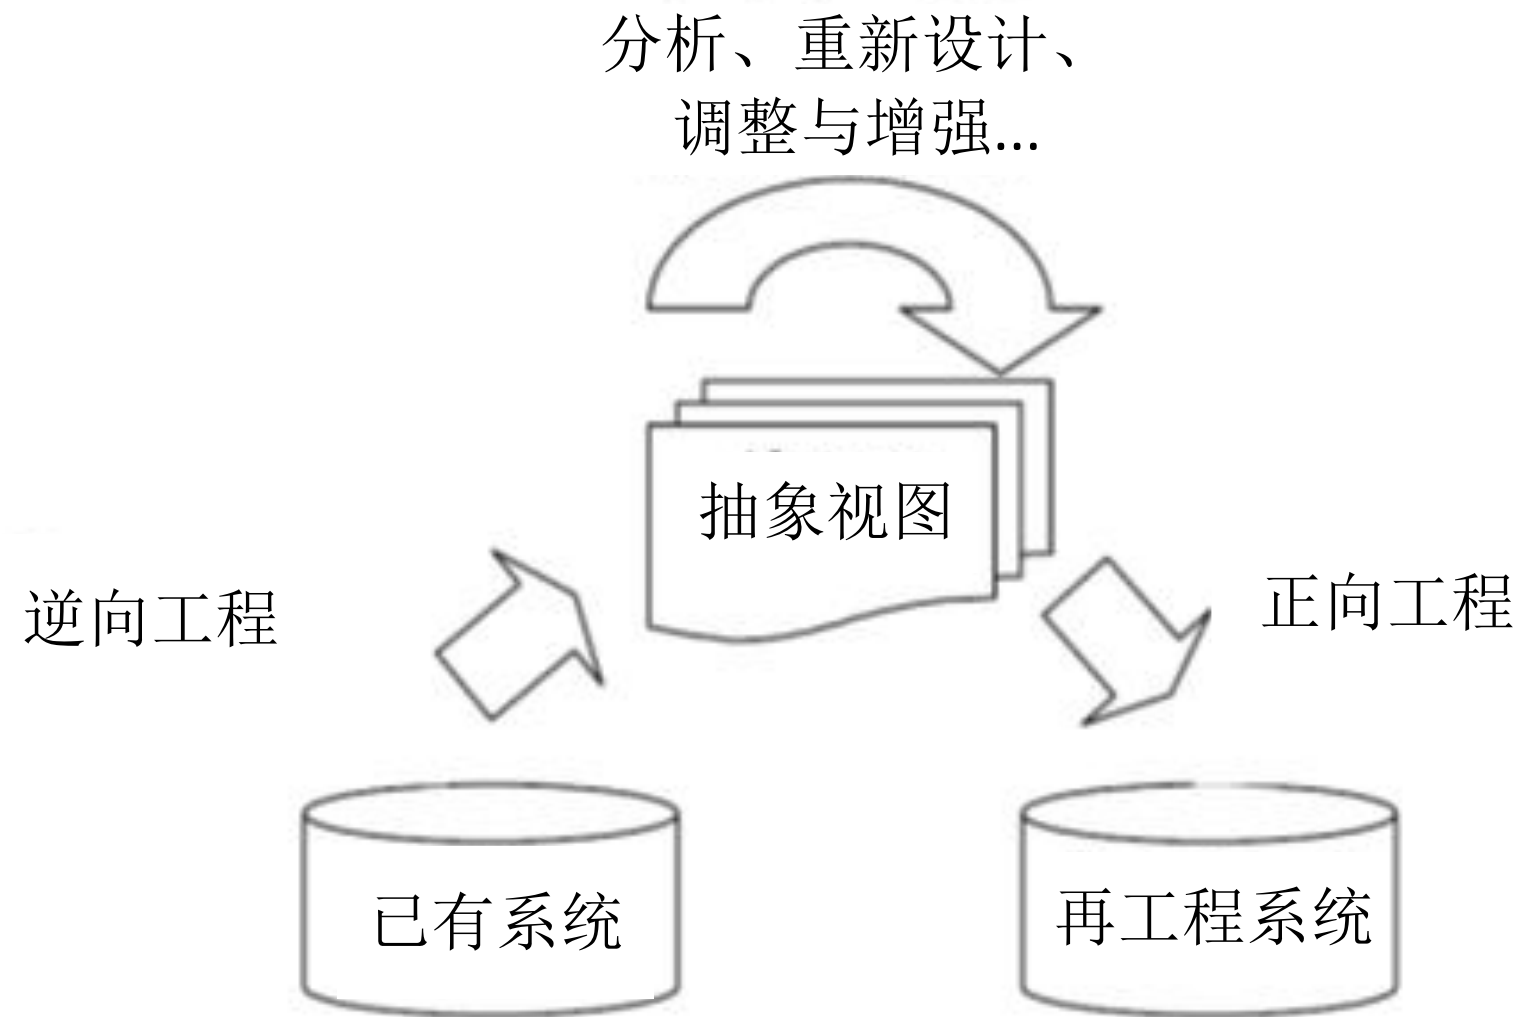 分析、重新设计、
调整与增强...
抽象视图
逆向工程
正向工程
已有系统
再工程系统